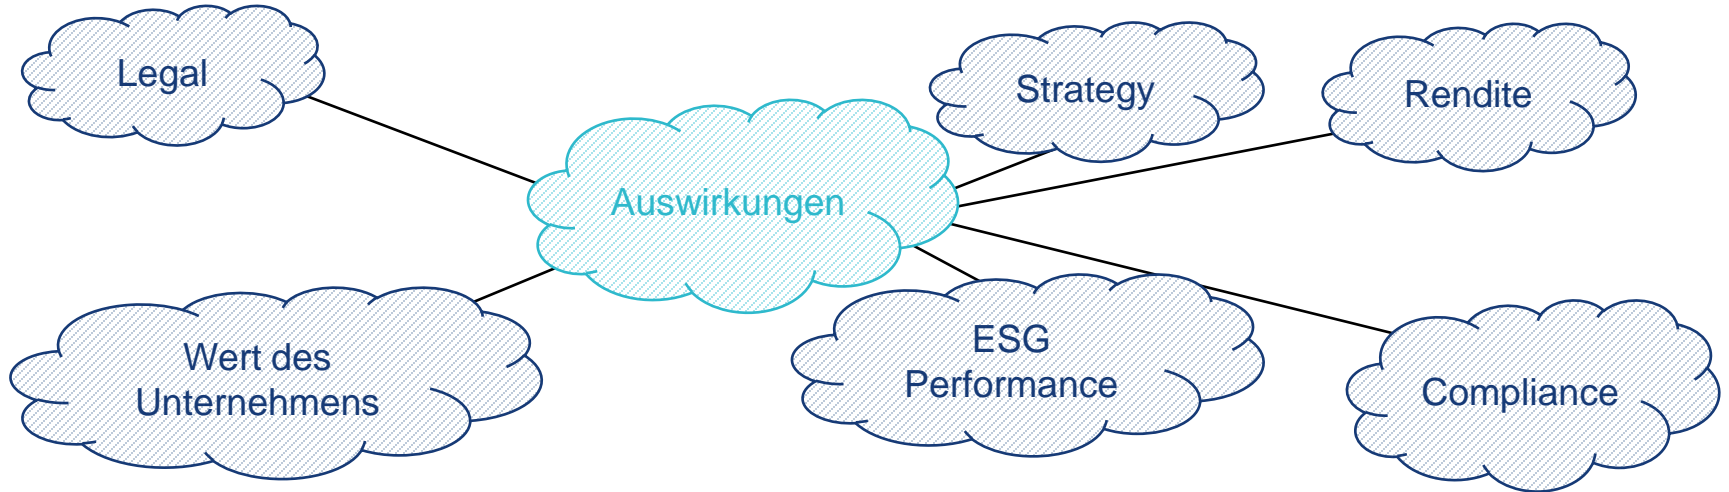 Legal
Strategy
Rendite
Auswirkungen
Wert des
Unternehmens
ESG
Performance
Compliance